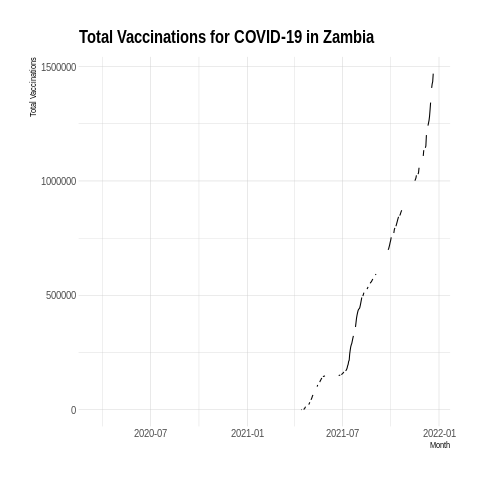 Total Vaccinations for COVID-19 in Zambia
Total Vaccinations
1500000
1000000
500000
0
2020-07
2021-01
2021-07
2022-01
Month